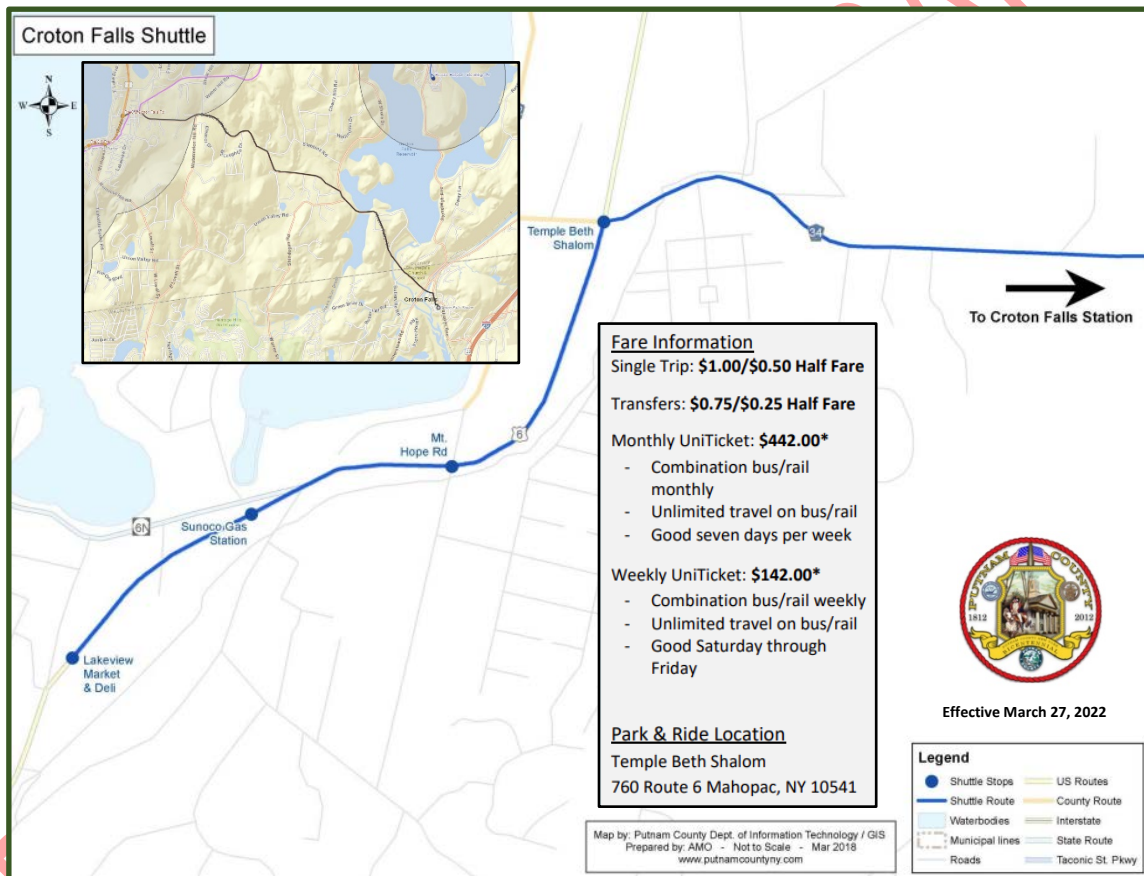 Croton Falls Shuttle
N
W E
S
Croton Falls
Temple Beth
Shalom
34
To Croton Falls Station
Mt.
Hope Rd
6
6N
Sunoco Gas
Station
Lakeview
Market
& Deli
Fare Information
Single Trip: $1.00/$0.50 Half Fare
Transfers: $0.75/$0.25 Half Fare
Monthly UniTicket: $442.00*
- Combination bus/rail
monthly
- Unlimited travel on bus/rail
- Good seven days per week
Weekly UniTicket: $142.00*
- Combination bus/rail weekly
- Unlimited travel on bus/rail
- Good Saturday through
Friday
Park & Ride Location
Temple Beth Shalom
760 Route 6 Mahopac, NY 10541
PUTNAM COUNTY
1812 2012
BICENTENNIAL
Effective March 27, 2022
Legend
Shuttle Stops
Shuttle Route
Waterbodies
Municipal lines
Roads
US Routes
County Route
Interstate
State Route
Taconic St. Pkwy
Map by: Putnam County Dept. of Information Technology / GIS
Prepared by: AMO - Not to Scale - Mar 2018
www.putnamcountyny.com